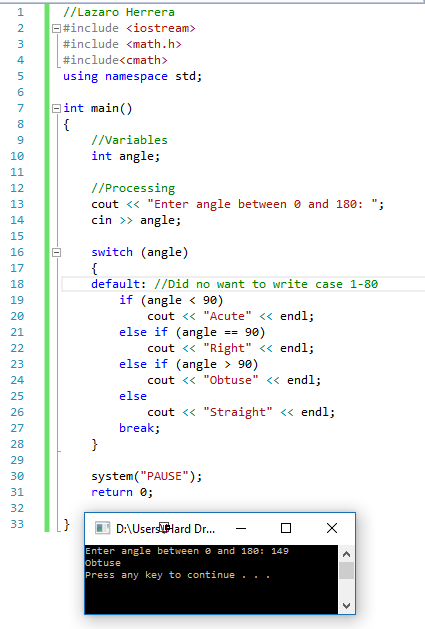 1 //Lazaro Herrera
2 #include <iostream>
3 #include <math.h>
4 #include<cmath>
5 using namespace std;
6
7 int main()
8 {
9 //Variables
10 int angle;
11
12 //Processing
13 cout << "Enter angle between 0 and 180: ";
14 cin >> angle;
15
16 switch (angle)
17 {
18 default: //Did no want to write case 1-80
19 if (angle < 90)
20 cout << "Acute" << endl;
21 else if (angle == 90)
22 cout << "Right" << endl;
23 else if (angle > 90)
24 cout << "Obtuse" << endl;
25 else
26 cout << "Straight" << endl;
27 break;
28 }
29
30 system("PAUSE");
31 return 0;
32
33 }
D:\Users\Hard Dr...
Enter angle between 0 and 180: 149
Obtuse
Press any key to continue . . .